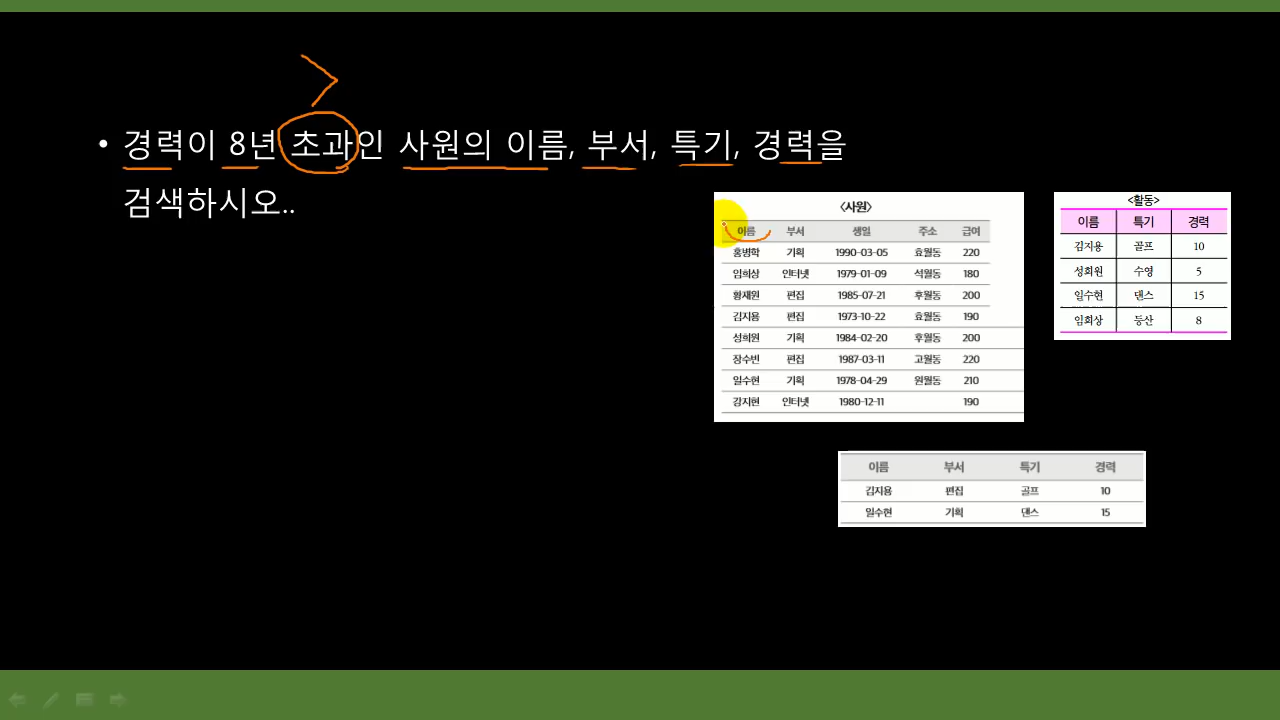 • 경력이 8년 초과인 사원의 이름, 부서, 특기, 경력을
검색하시오..
>
<사원>
이름 부서 생일 주소 급여
홍병학 기획 1990-03-05 효월동 220
임희상 인터넷 1979-01-09 석월동 180
황재원 편집 1985-07-21 후월동 200
김지용 편집 1973-10-22 효월동 190
성희원 기획 1984-02-20 후월동 200
장수빈 편집 1987-03-11 고월동 220
일수현 기획 1978-04-29 원월동 210
강지현 인터넷 1980-12-11 190
<활동>
이름 특기 경력
김지용 골프 10
성희원 수영 5
일수현 댄스 15
임희상 등산 8
이름 부서 특기 경력
김지용 편집 골프 10
일수현 기획 댄스 15